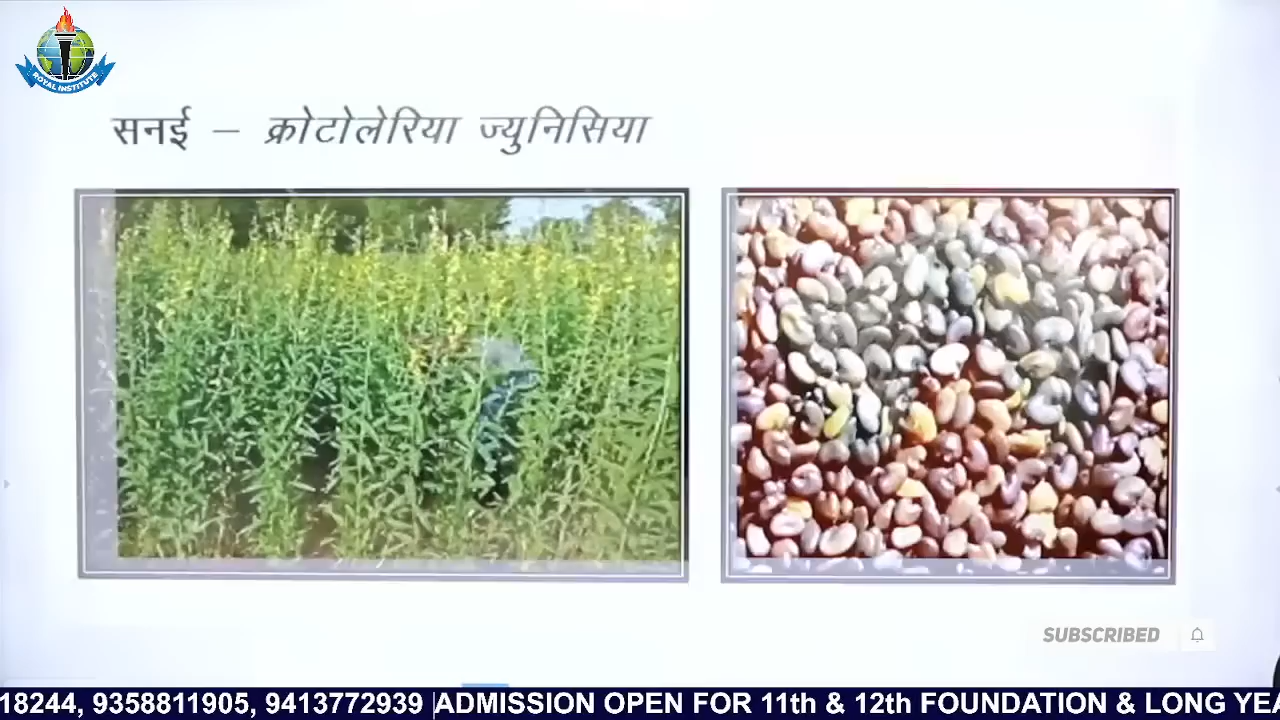 ROYAL INSTITUTE
सनई – क्रोटोलेरिया ज्युनिसिया
SUBSCRIBED
18244, 9358811905, 9413772939 |ADMISSION OPEN FOR 11th & 12th FOUNDATION & LONG YEA